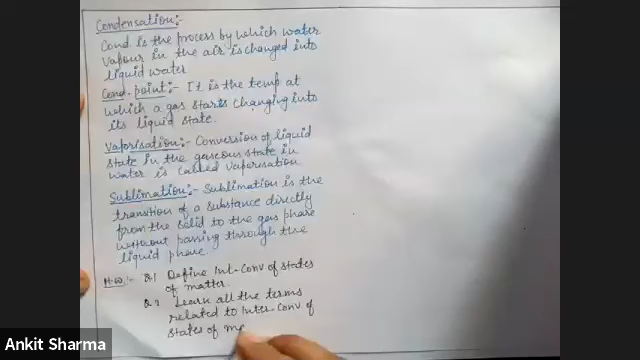 Condensation:-
Cond is the process by which water
vapour in the air is changed into
liquid water
Cond. point:- It is the temp at
which a gas starts changing into
its liquid state.
Vaporisation:- Conversion of liquid
state in the gaseous state in
water is called vaporisation
Sublimation:- Sublimation is the
transition of a substance directly
from the solid to the gas phase
without passing through the
liquid phase.
H.W:- Q.1 Define Int-Conv of states
of matter.
Q.2 Learn all the terms
related to Inter-Conv of
states of me
Ankit Sharma